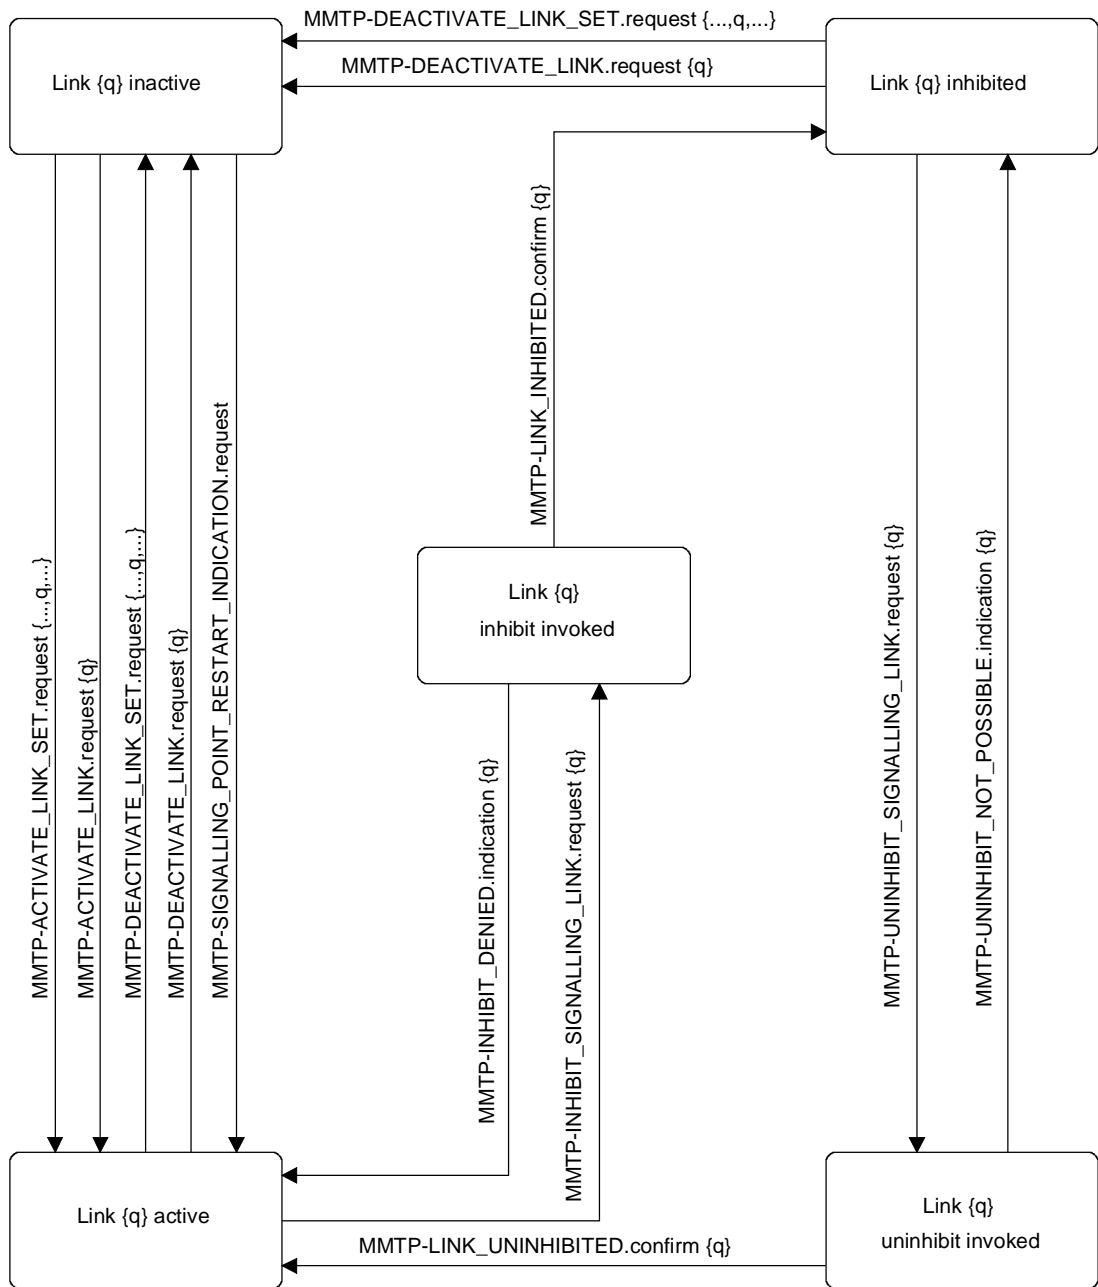 MMTP-DEACTIVATE_LINK_SET.request {...,q,...}
MMTP-DEACTIVATE_LINK.request {q}
Link {q} inactive
Link {q} inhibited
MMTP-LINK_INHIBITED.confirm {q}
MMTP-ACTIVATE_LINK_SET.request {...,q,...}
MMTP-ACTIVATE_LINK.request {q}
MMTP-DEACTIVATE_LINK_SET.request {...,q,...}
MMTP-DEACTIVATE_LINK.request {q}
MMTP-SIGNALLING_POINT_RESTART_INDICATION.request
Link {q}
inhibit invoked
MMTP-INHIBIT_DENIED.indication {q}
MMTP-INHIBIT_SIGNALLING_LINK.request {q}
MMTP-UNINHIBIT_SIGNALLING_LINK.request {q}
MMTP-UNINHIBIT_NOT_POSSIBLE.indication {q}
Link {q} active
MMTP-LINK_UNINHIBITED.confirm {q}
Link {q}
uninhibit invoked